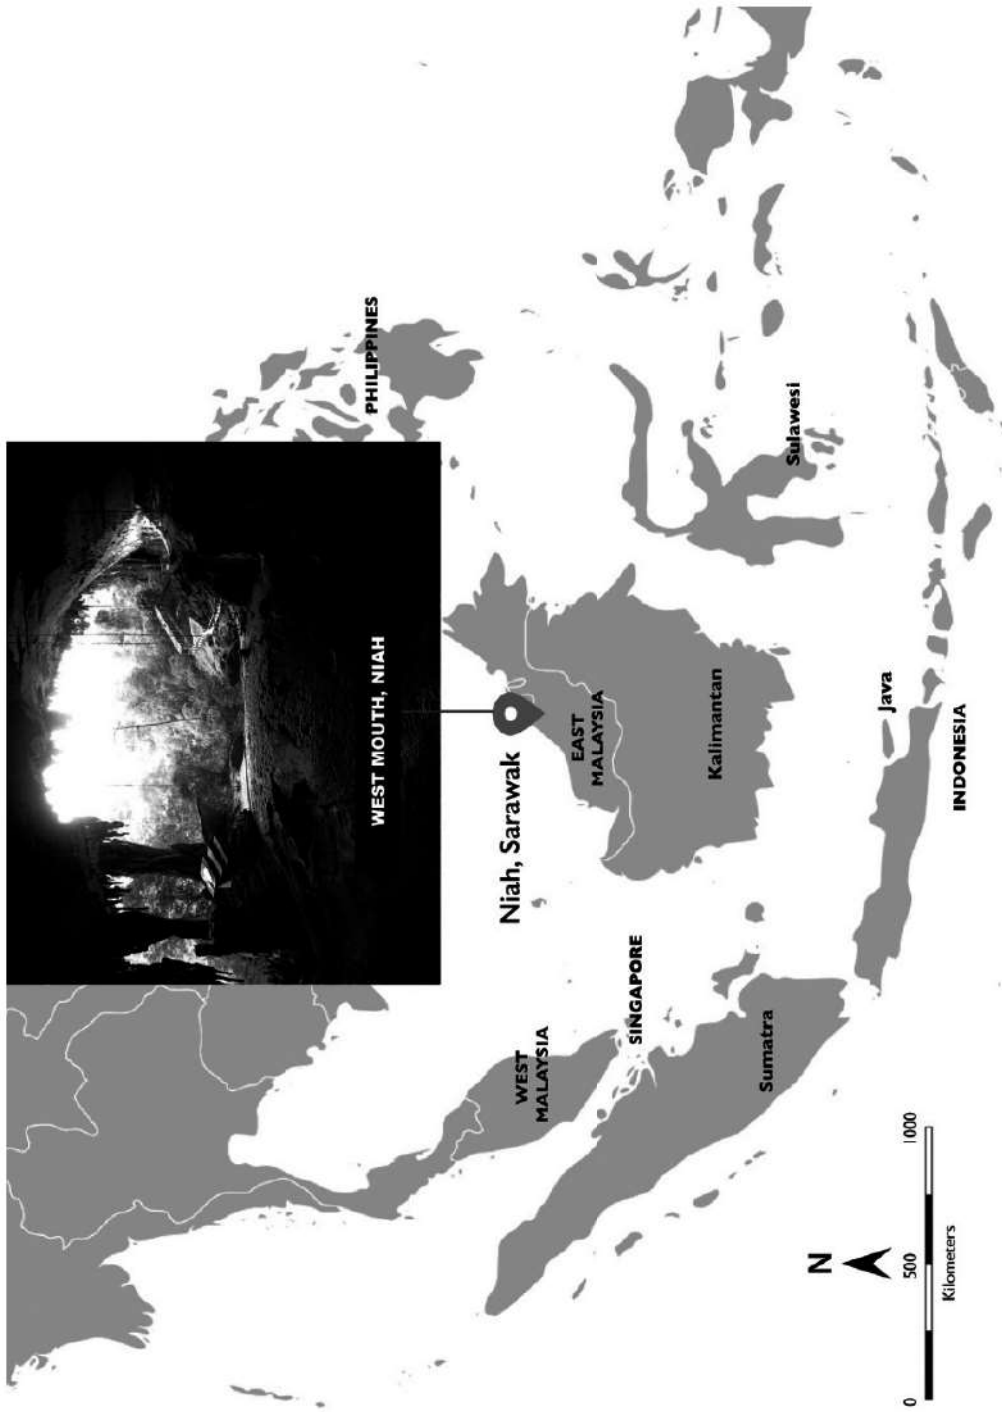 WEST MOUTH, NIAH
PHILIPPINES
Niah, Sarawak
EAST
MALAYSIA
WEST
MALAYSIA
SINGAPORE
Kalimantan
Sumatra
Sulawesi
Java
INDONESIA
N
0 500 1000
Kilometers